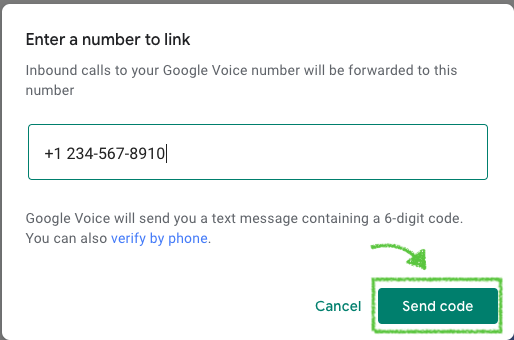 Enter a number to link
Inbound calls to your Google Voice number will be forwarded to this
number
+1 234-567-8910
Google Voice will send you a text message containing a 6-digit code.
You can also verify by phone.
Cancel Send code